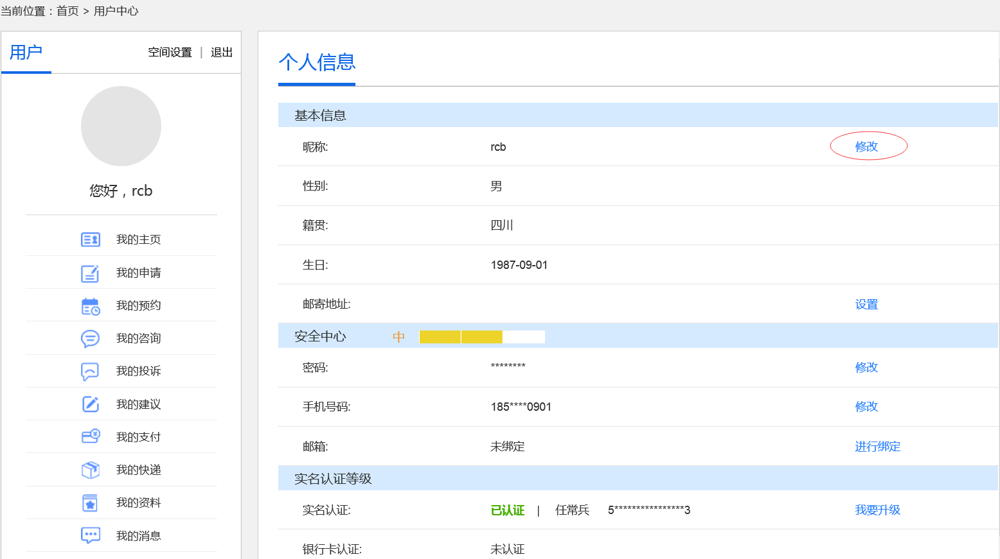 当前位置：首页 > 用户中心
用户
空间设置 | 退出
您好，rcb
我的主页
我的申请
我的预约
我的咨询
我的投诉
我的建议
我的支付
我的快递
我的资料
我的消息
个人信息
基本信息
昵称: rcb 修改
性别: 男
籍贯: 四川
生日: 1987-09-01
邮寄地址: 设置
安全中心 中
密码: ******** 修改
手机号码: 185****0901 修改
邮箱: 未绑定 进行绑定
实名认证等级
实名认证: 已认证 | 任常兵 5****************3 我要升级
银行卡认证: 未认证